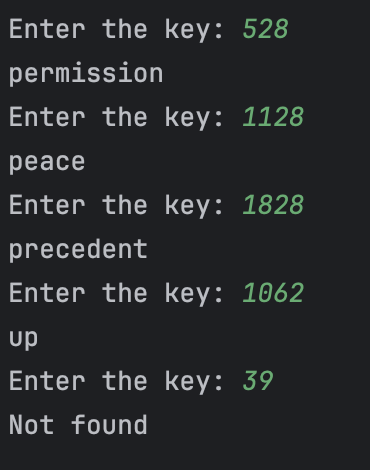 Enter the key: 528
permission
Enter the key: 1128
peace
Enter the key: 1828
precedent
Enter the key: 1062
up
Enter the key: 39
Not found